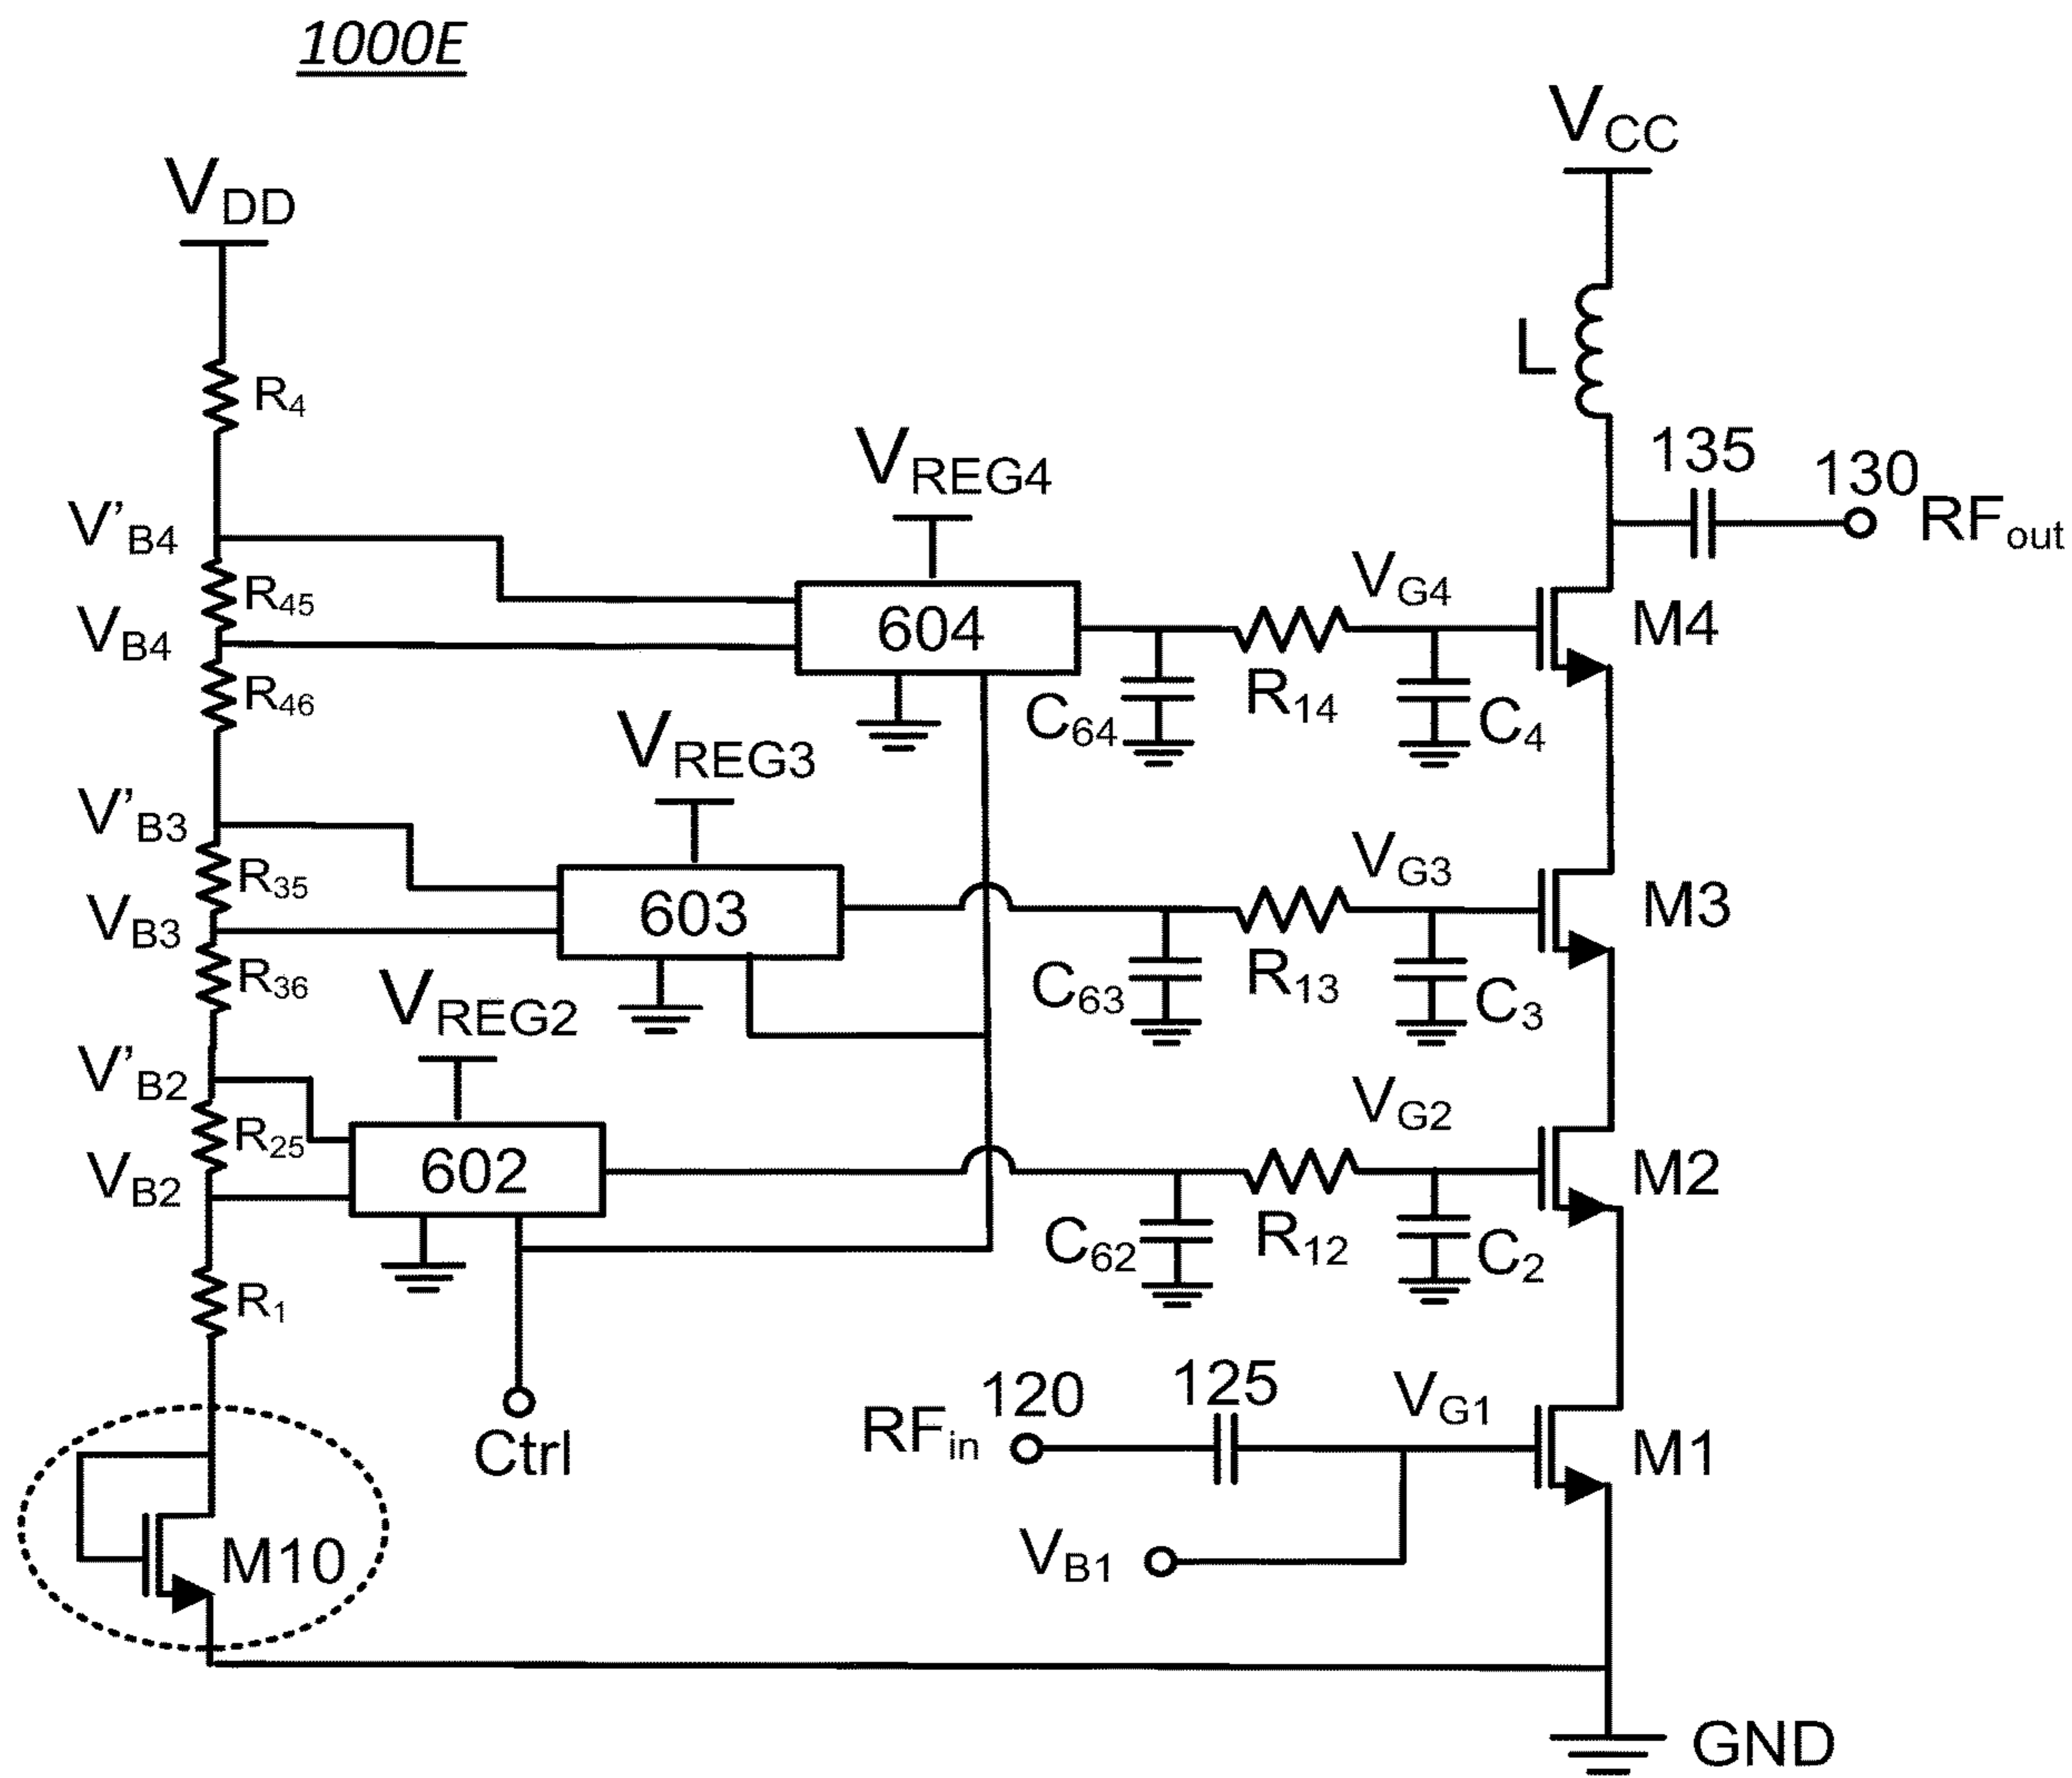 1000E
VCC
VDD
L
R4
135
130
RFout
VREG4
V'B4
R45
VB4
604
R14
VG4
M4
R46
C64
C4
VREG3
V'B3
R35
VB3
603
R13
VG3
M3
R36
C63
C3
VREG2
V'B2
R25
VB2
602
R12
VG2
M2
R1
C62
C2
Ctrl
RFin
120
125
VG1
M1
VB1
M10
GND